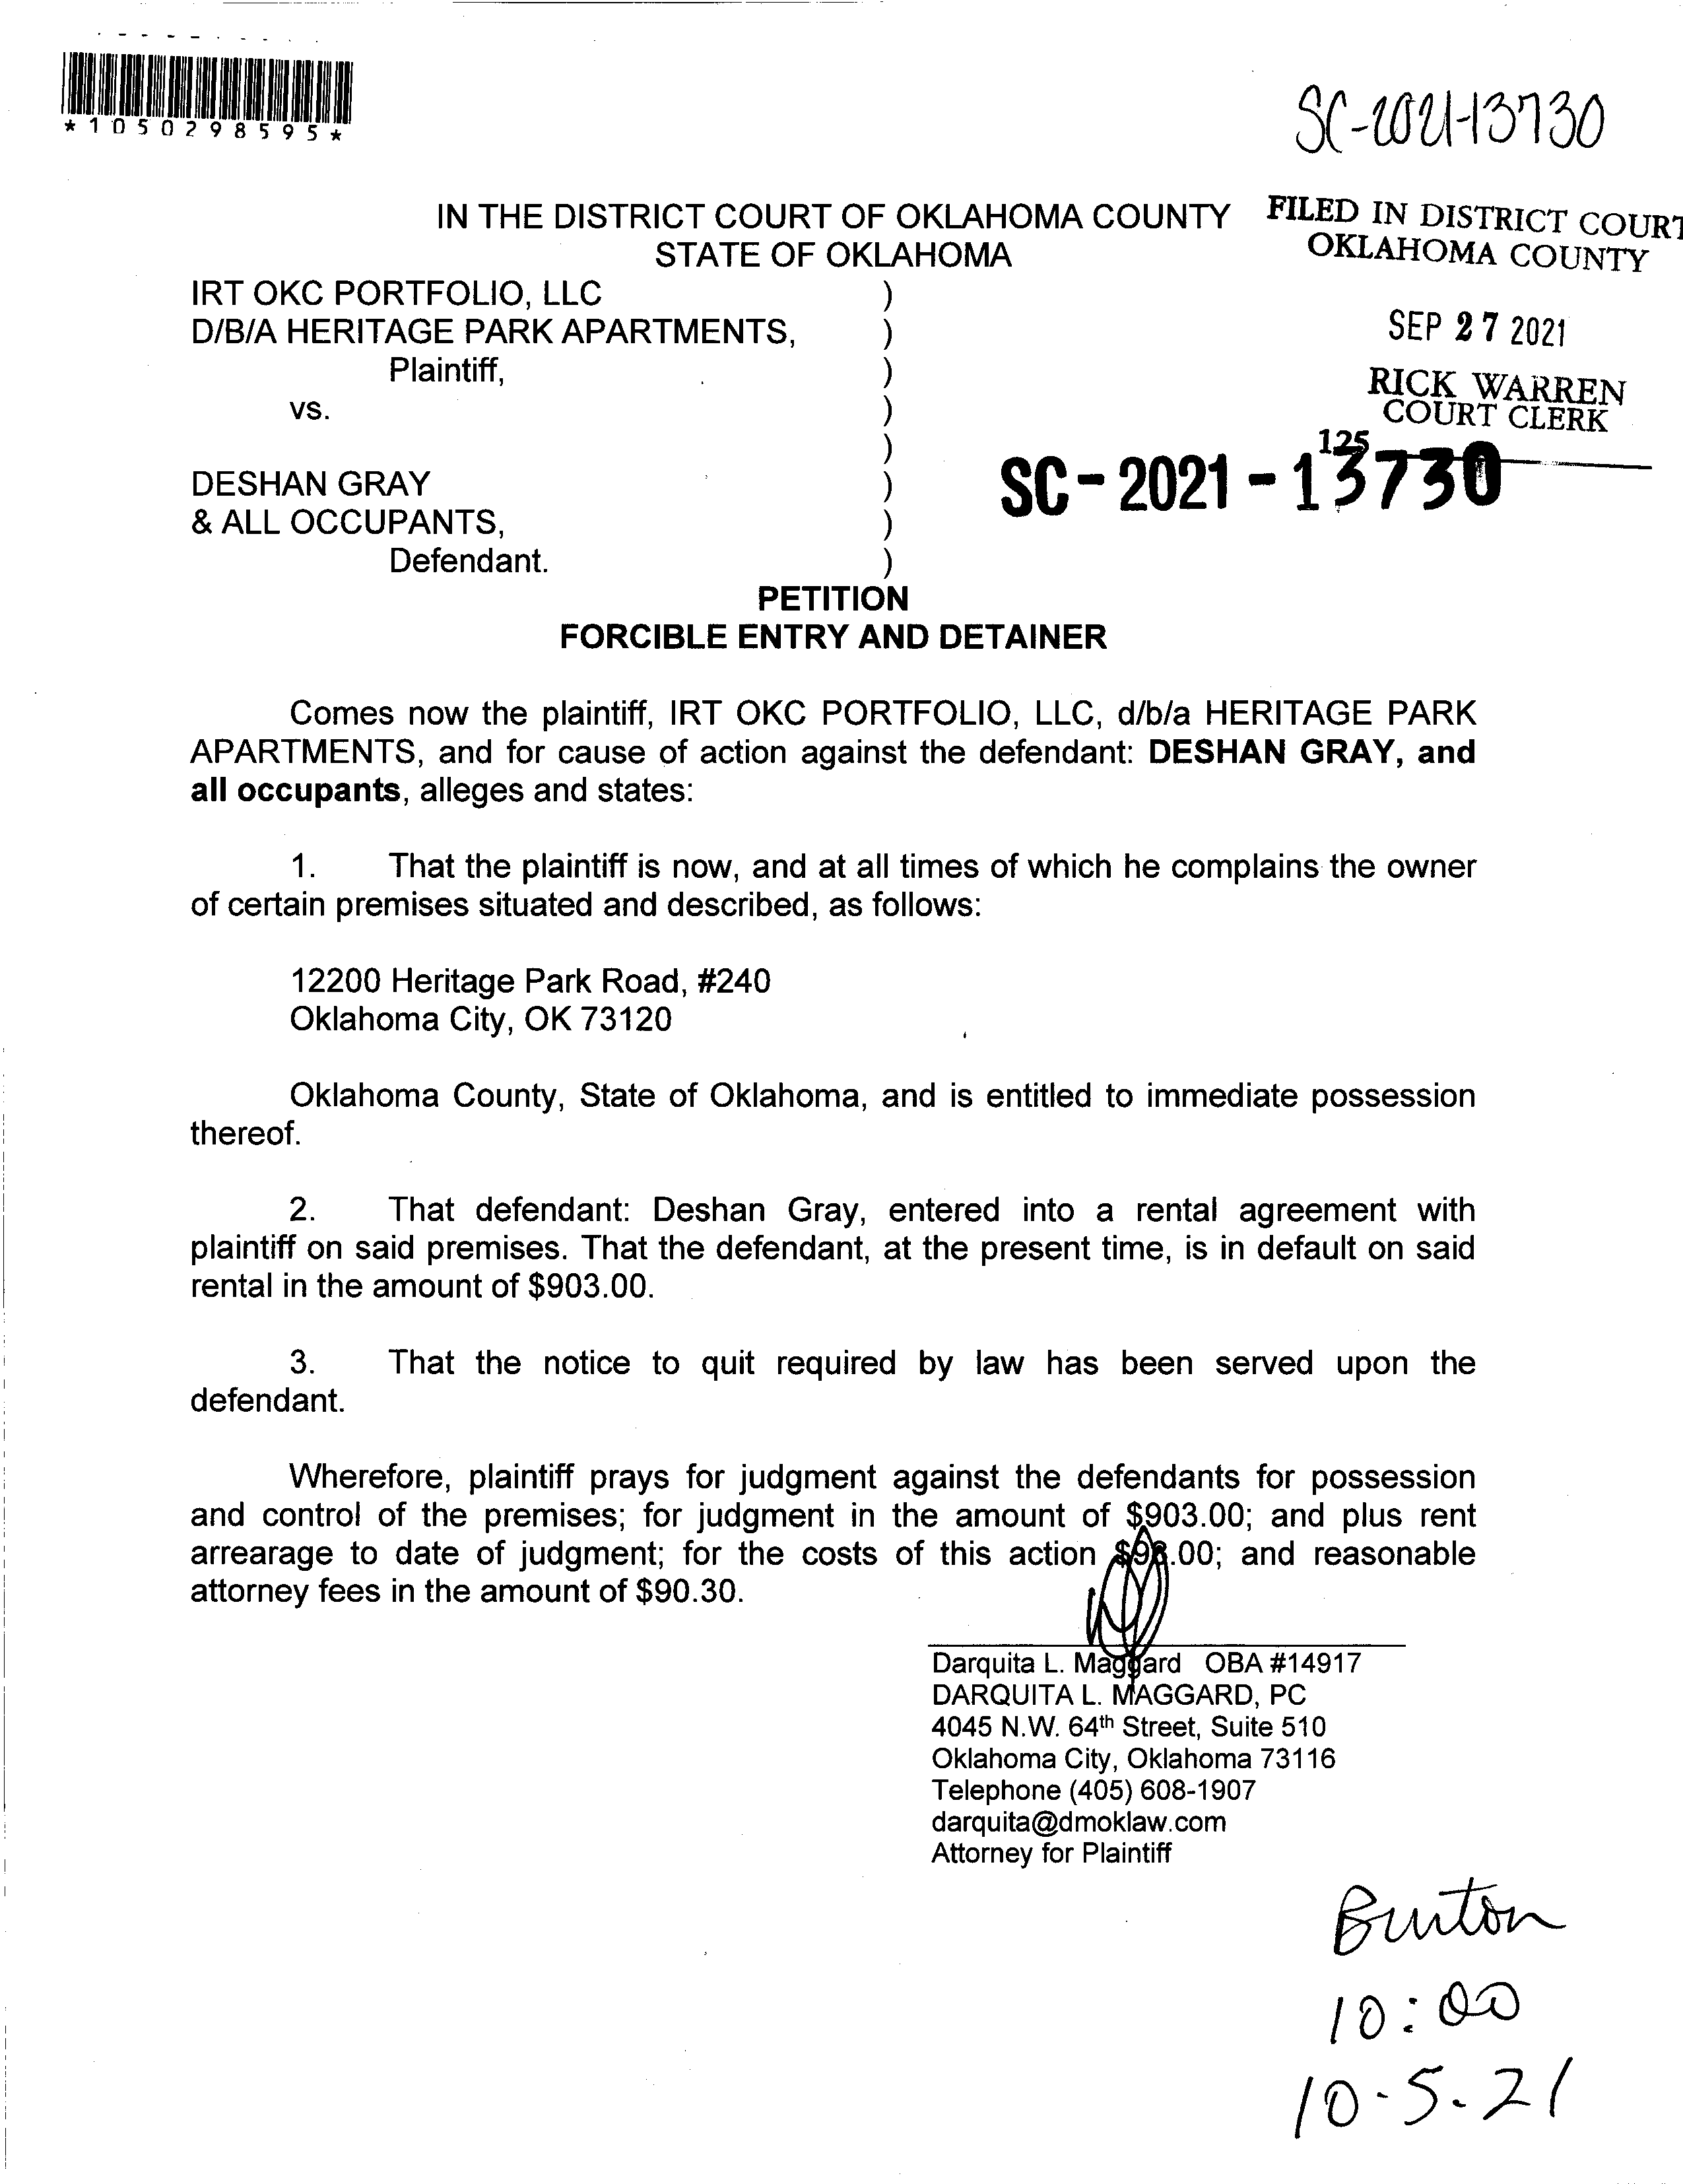 *1050298595*
SC-2021-13730
IN THE DISTRICT COURT OF OKLAHOMA COUNTY
STATE OF OKLAHOMA
FILED IN DISTRICT COURT
OKLAHOMA COUNTY
SEP 27 2021
RICK WARREN
COURT CLERK
125
SC-2021-13730
IRT OKC PORTFOLIO, LLC )
D/B/A HERITAGE PARK APARTMENTS, )
Plaintiff, )
vs. )
)
DESHAN GRAY )
& ALL OCCUPANTS, )
Defendant. )
PETITION
FORCIBLE ENTRY AND DETAINER
Comes now the plaintiff, IRT OKC PORTFOLIO, LLC, d/b/a HERITAGE PARK
APARTMENTS, and for cause of action against the defendant: DESHAN GRAY, and
all occupants, alleges and states:
1. That the plaintiff is now, and at all times of which he complains the owner
of certain premises situated and described, as follows:
12200 Heritage Park Road, #240
Oklahoma City, OK 73120
Oklahoma County, State of Oklahoma, and is entitled to immediate possession
thereof.
2. That defendant: Deshan Gray, entered into a rental agreement with
plaintiff on said premises. That the defendant, at the present time, is in default on said
rental in the amount of $903.00.
3. That the notice to quit required by law has been served upon the
defendant.
Wherefore, plaintiff prays for judgment against the defendants for possession
and control of the premises; for judgment in the amount of $903.00; and plus rent
arrearage to date of judgment; for the costs of this action and reasonable
attorney fees in the amount of $90.30.
Darquita L. Maggard OBA #14917
DARQUITA L. MAGGARD, PC
4045 N.W. 64th Street, Suite 510
Oklahoma City, Oklahoma 73116
Telephone (405) 608-1907
darquita@dmoklaw.com
Attorney for Plaintiff
Burton
10:00
10-5-21